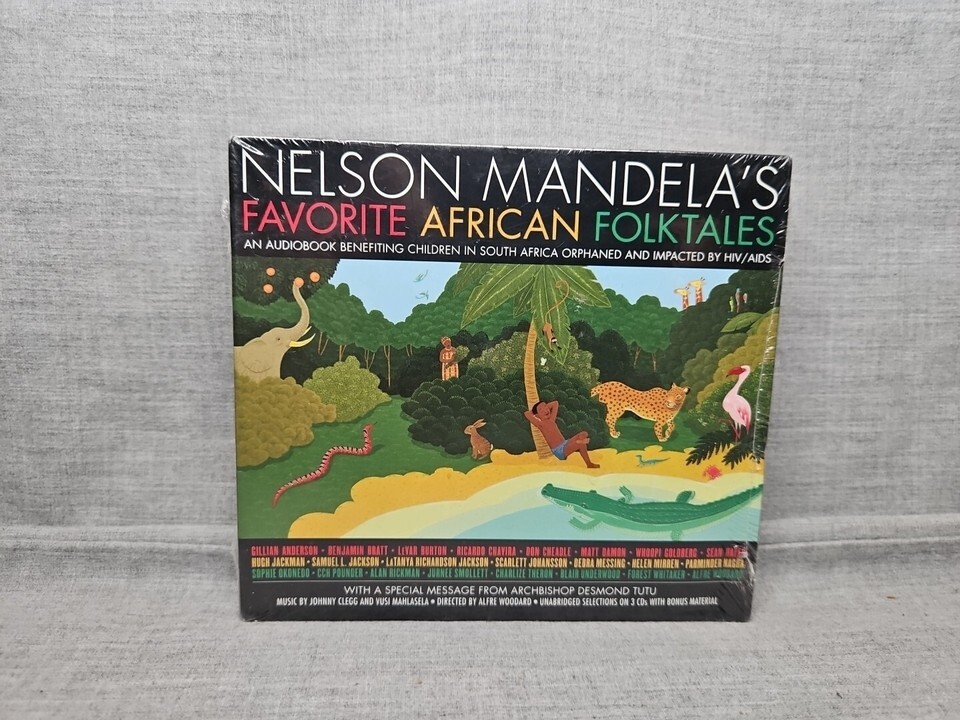 NELSON MANDELA'S
FAVORITE AFRICAN FOLKTALES
AN AUDIOBOOK BENEFITING CHILDREN IN SOUTH AFRICA ORPHANED AND IMPACTED BY HIV/AIDS
GILLIAN ANDERSON • BENJAMIN BRATT • LEVAR BURTON • RICARDO CHAVIRA • DON CHEADLE • MATT DAMON • WHOOPI GOLDBERG • SEAN
HUGH JACKMAN • SAMUEL L. JACKSON • LATANYA RICHARDSON JACKSON • SCARLETT JOHANSSON • DEBRA MESSING • HELEN MIRREN • PARMINDER NAGRA
SOPHIE OKONEDO • CCH POUNDER • ALAN RICKMAN • JURNEE SMOLLETT • CHARLIZE THERON • BLAIR UNDERWOOD • FOREST WHITAKER • ALFRE WOODARD
WITH A SPECIAL MESSAGE FROM ARCHBISHOP DESMOND TUTU
MUSIC BY JOHNNY CLEGG AND VUSI MAHLASELA • DIRECTED BY ALFRE WOODARD • UNABRIDGED SELECTIONS ON 3 CDs WITH BONUS MATERIAL